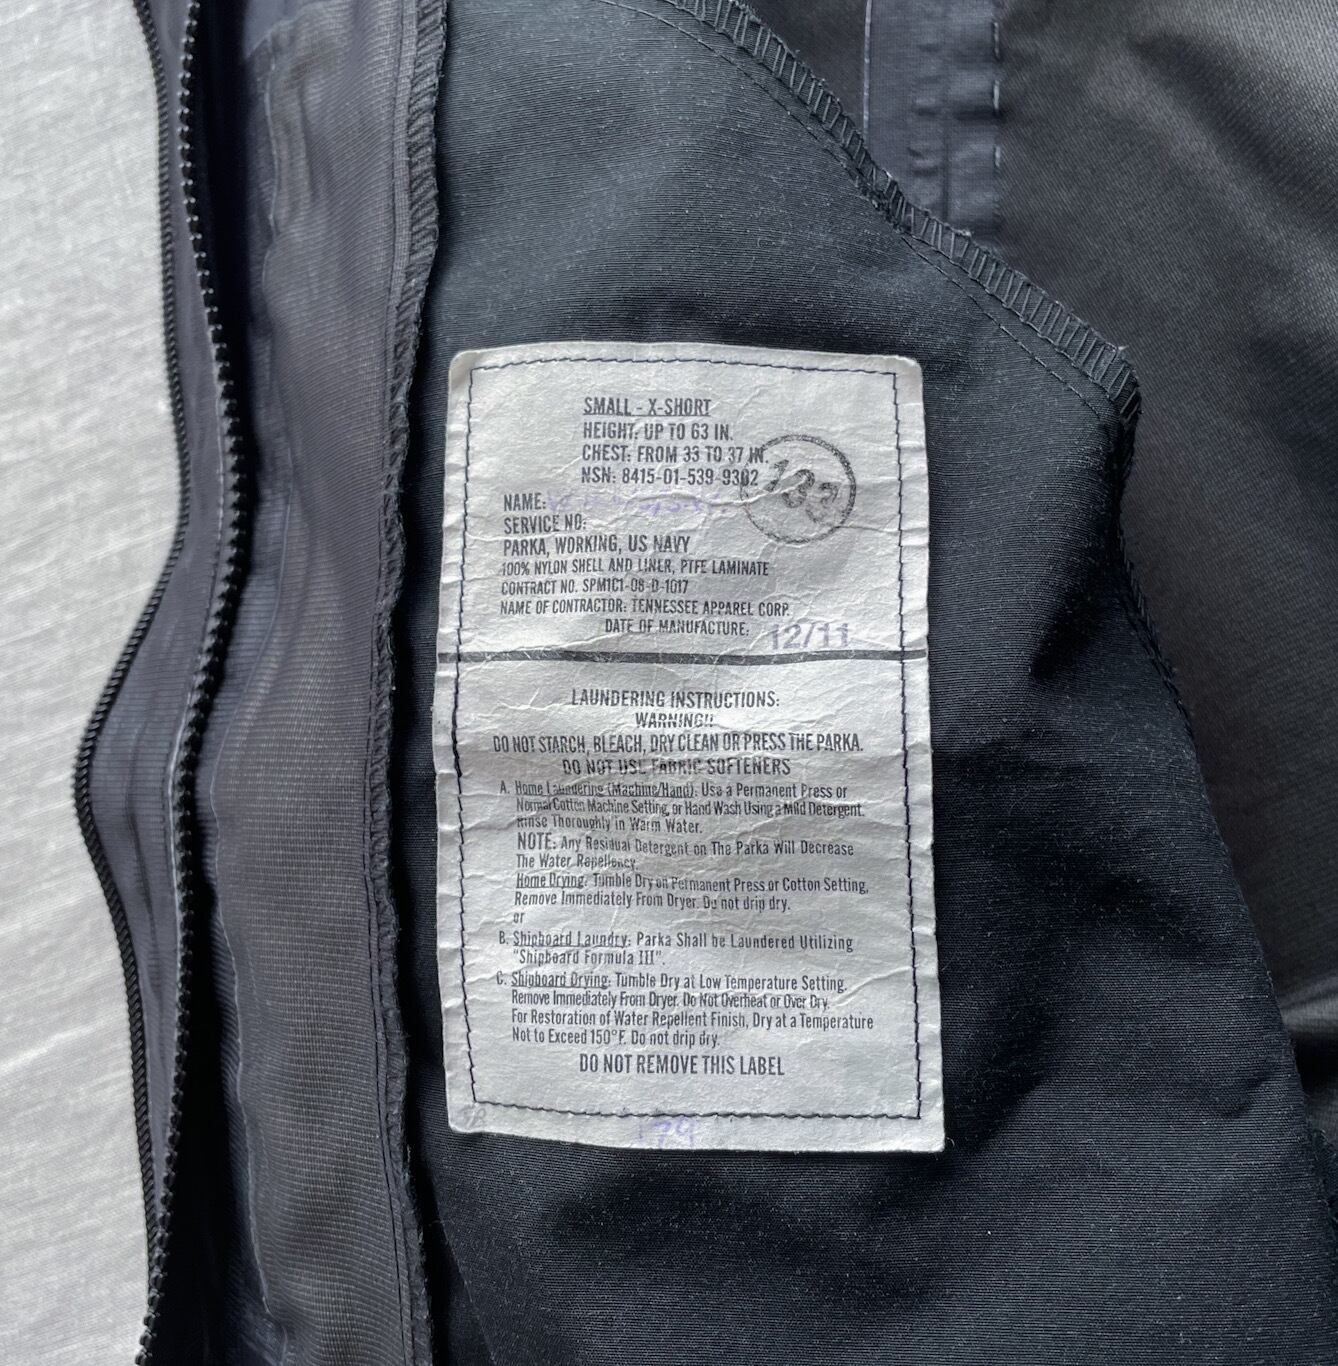 SMALL - X-SHORT
HEIGHT: UP TO 63 IN.
CHEST: FROM 33 TO 37 IN.
NSN: 8415-01-539-9302
133
NAME:
SERVICE NO:
PARKA, WORKING, US NAVY
100% NYLON SHELL AND LINER, PTFE LAMINATE
CONTRACT NO. SPM1C1-08-D-1017
NAME OF CONTRACTOR: TENNESSEE APPAREL CORP.
DATE OF MANUFACTURE: 12/11
LAUNDERING INSTRUCTIONS:
WARNING!!
DO NOT STARCH, BLEACH, DRY CLEAN OR PRESS THE PARKA.
DO NOT USE FABRIC SOFTENERS
A. Home Laundering (Machine/Hand): Use a Permanent Press or
Normal Cotton Machine Setting, or Hand Wash Using a Mild Detergent.
Rinse Thoroughly in Warm Water.
NOTE: Any Residual Detergent on The Parka Will Decrease
The Water Repellency
Home Drying: Tumble Dry on Permanent Press or Cotton Setting,
Remove Immediately From Dryer. Do not drip dry.
or
B. Shipboard Laundry: Parka Shall be Laundered Utilizing
"Shipboard Formula III".
C. Shipboard Drying: Tumble Dry at Low Temperature Setting.
Remove Immediately From Dryer. Do Not Overheat or Over Dry.
For Restoration of Water Repellent Finish, Dry at a Temperature
Not to Exceed 150°F. Do not drip dry.
DO NOT REMOVE THIS LABEL